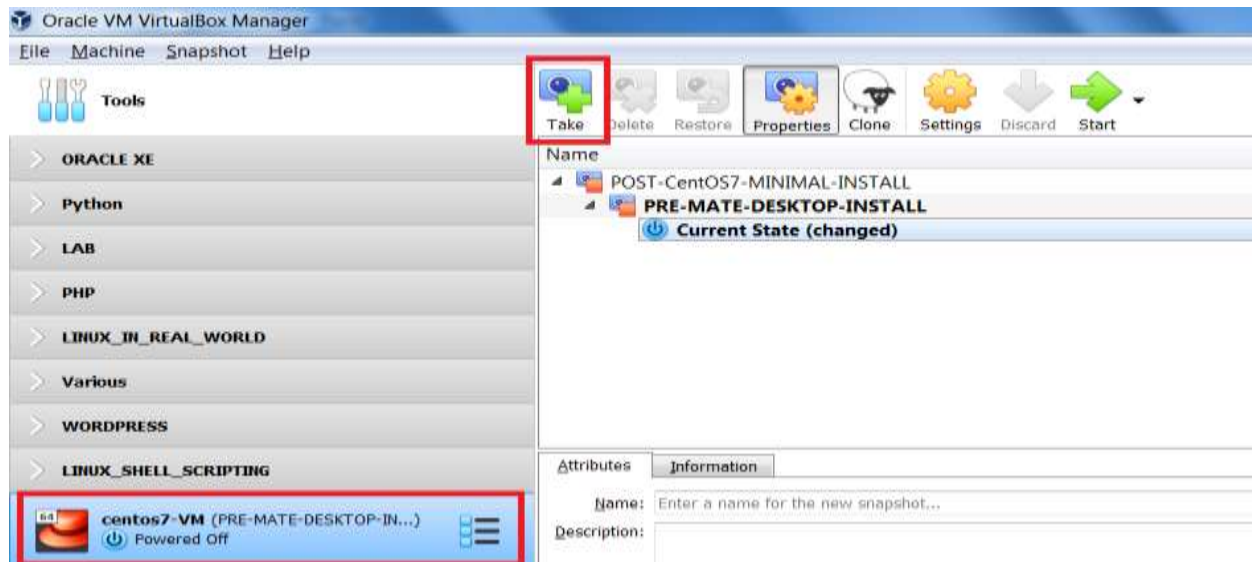 Oracle VM VirtualBox Manager
File Machine Snapshot Help
Tools
Take Delete Restore Properties Clone Settings Discard Start
ORACLE XE
Python
LAB
PHP
LINUX_IN_REAL_WORLD
Various
WORDPRESS
LINUX_SHELL_SCRIPTING
64
centos7-VM (PRE-MATE-DESKTOP-IN...)
Powered Off
Name
POST-CentOS7-MINIMAL-INSTALL
PRE-MATE-DESKTOP-INSTALL
Current State (changed)
Attributes Information
Name: Enter a name for the new snapshot...
Description: